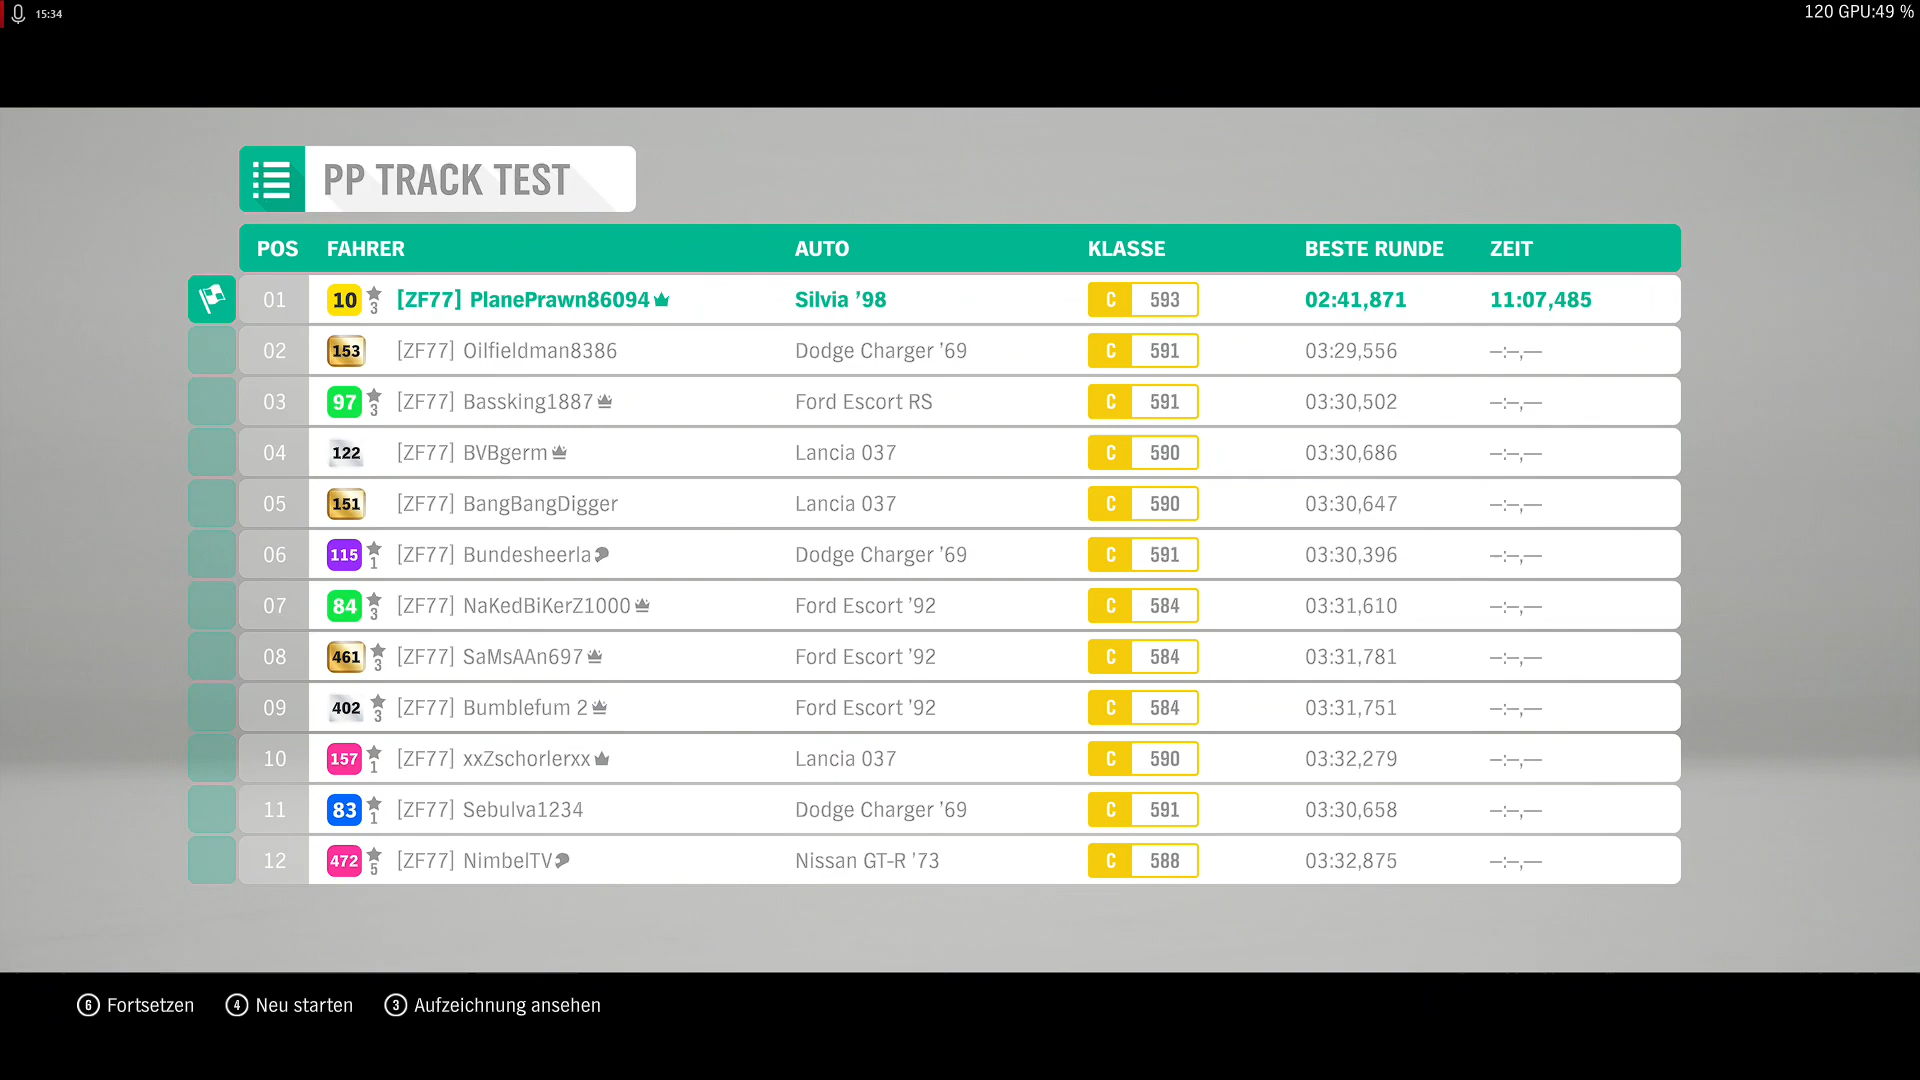 15:34
120 GPU:49 %
PP TRACK TEST
POS FAHRER AUTO KLASSE BESTE RUNDE ZEIT
01 10 3 [ZF77] PlanePrawn86094 Silvia ’98 C 593 02:41,871 11:07,485
02 153 [ZF77] Oilfieldman8386 Dodge Charger ’69 C 591 03:29,556 –:–,—
03 97 3 [ZF77] Bassking1887 Ford Escort RS C 591 03:30,502 –:–,—
04 122 [ZF77] BVBgerm Lancia 037 C 590 03:30,686 –:–,—
05 151 [ZF77] BangBangDigger Lancia 037 C 590 03:30,647 –:–,—
06 115 1 [ZF77] Bundesheerla Dodge Charger ’69 C 591 03:30,396 –:–,—
07 84 3 [ZF77] NaKedBiKerZ1000 Ford Escort ’92 C 584 03:31,610 –:–,—
08 461 3 [ZF77] SaMsAAn697 Ford Escort ’92 C 584 03:31,781 –:–,—
09 402 3 [ZF77] Bumblefum 2 Ford Escort ’92 C 584 03:31,751 –:–,—
10 157 1 [ZF77] xxZschorlerxx Lancia 037 C 590 03:32,279 –:–,—
11 83 1 [ZF77] Sebulva1234 Dodge Charger ’69 C 591 03:30,658 –:–,—
12 472 5 [ZF77] NimbelTV Nissan GT-R ’73 C 588 03:32,875 –:–,—
6 Fortsetzen 4 Neu starten 3 Aufzeichnung ansehen